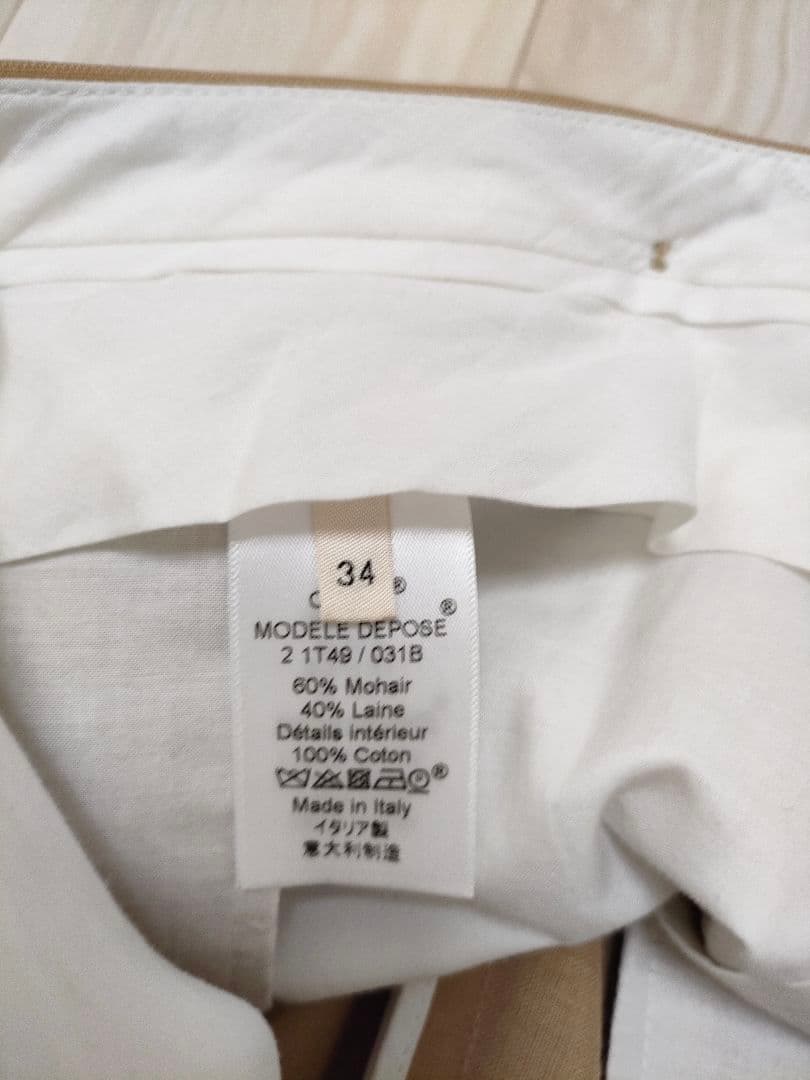 34
®
®
MODELE DEPOSE
2 1T49 / 031B
60% Mohair
40% Laine
Détails intérieur
100% Coton
®
Made in Italy
イタリア製
意大利制造